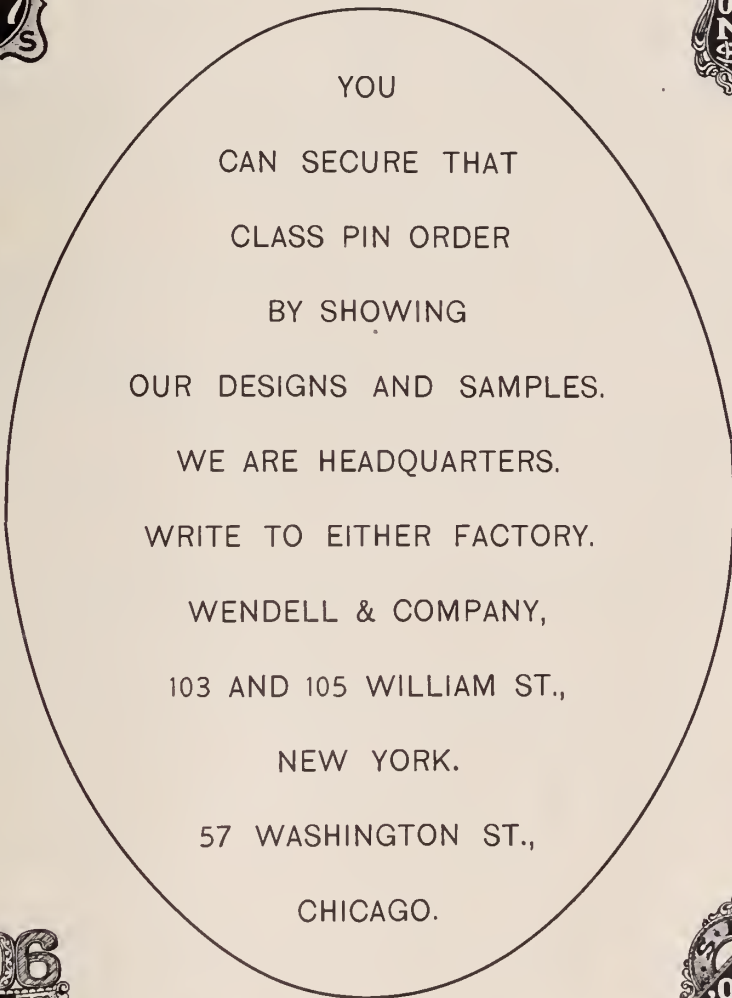 YOU
CAN SECURE THAT
CLASS PIN ORDER
BY SHOWING
OUR DESIGNS AND SAMPLES.
WE ARE HEADQUARTERS.
WRITE TO EITHER FACTORY.
WENDELL & COMPANY,
103 AND 105 WILLIAM ST.,
NEW YORK.
57 WASHINGTON ST.,
CHICAGO.